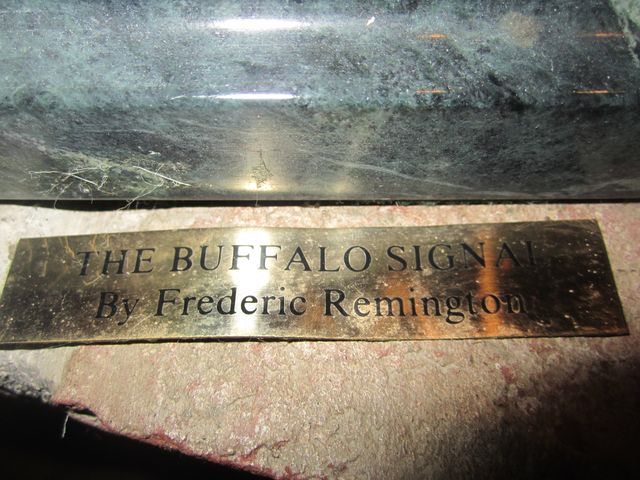 THE BUFFALO SIGNAL
By Frederic Remington